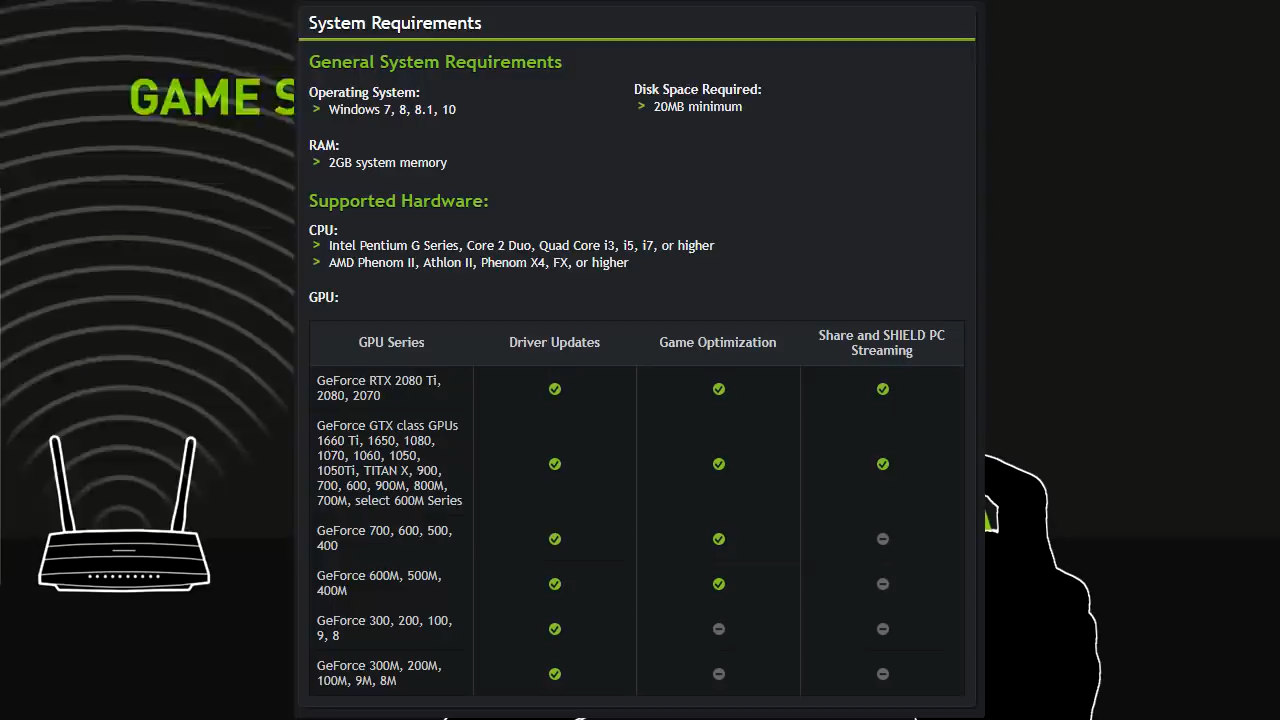 System Requirements
GAME S
General System Requirements
Operating System:
> Windows 7, 8, 8.1, 10
Disk Space Required:
> 20MB minimum
RAM:
> 2GB system memory
Supported Hardware:
CPU:
> Intel Pentium G Series, Core 2 Duo, Quad Core i3, i5, i7, or higher
> AMD Phenom II, Athlon II, Phenom X4, FX, or higher
GPU:
GPU Series
Driver Updates
Game Optimization
Share and SHIELD PC
Streaming
GeForce RTX 2080 Ti,
2080, 2070
GeForce GTX class GPUs
1660 Ti, 1650, 1080,
1070, 1060, 1050,
1050Ti, TITAN X, 900,
700, 600, 900M, 800M,
700M, select 600M Series
GeForce 700, 600, 500,
400
GeForce 600M, 500M,
400M
GeForce 300, 200, 100,
9, 8
GeForce 300M, 200M,
100M, 9M, 8M